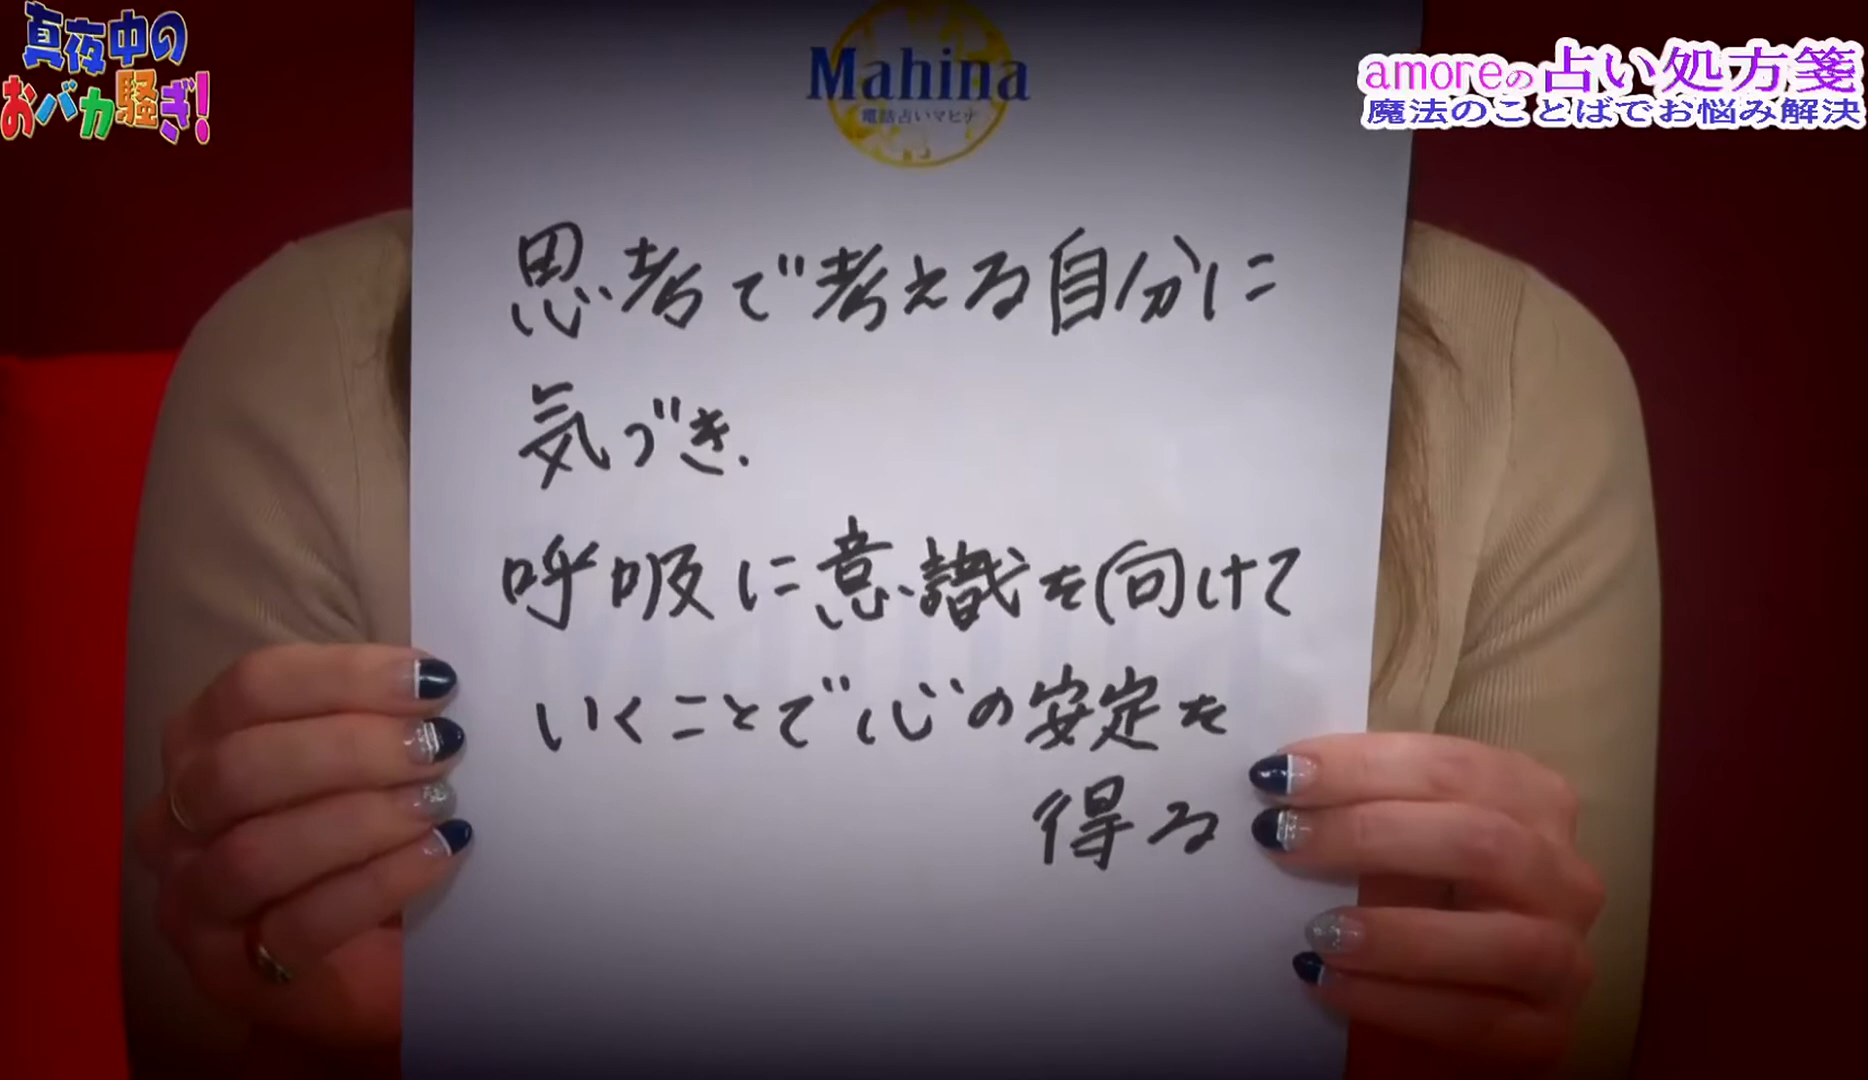 真夜中の
おバカ騒ぎ!
amoreの占い処方箋
魔法のことばでお悩み解決
Mahina
電話占いマヒナ
思考で考える自分に
気づき、
呼吸に意識を向けて
いくことで心の安定を
得る